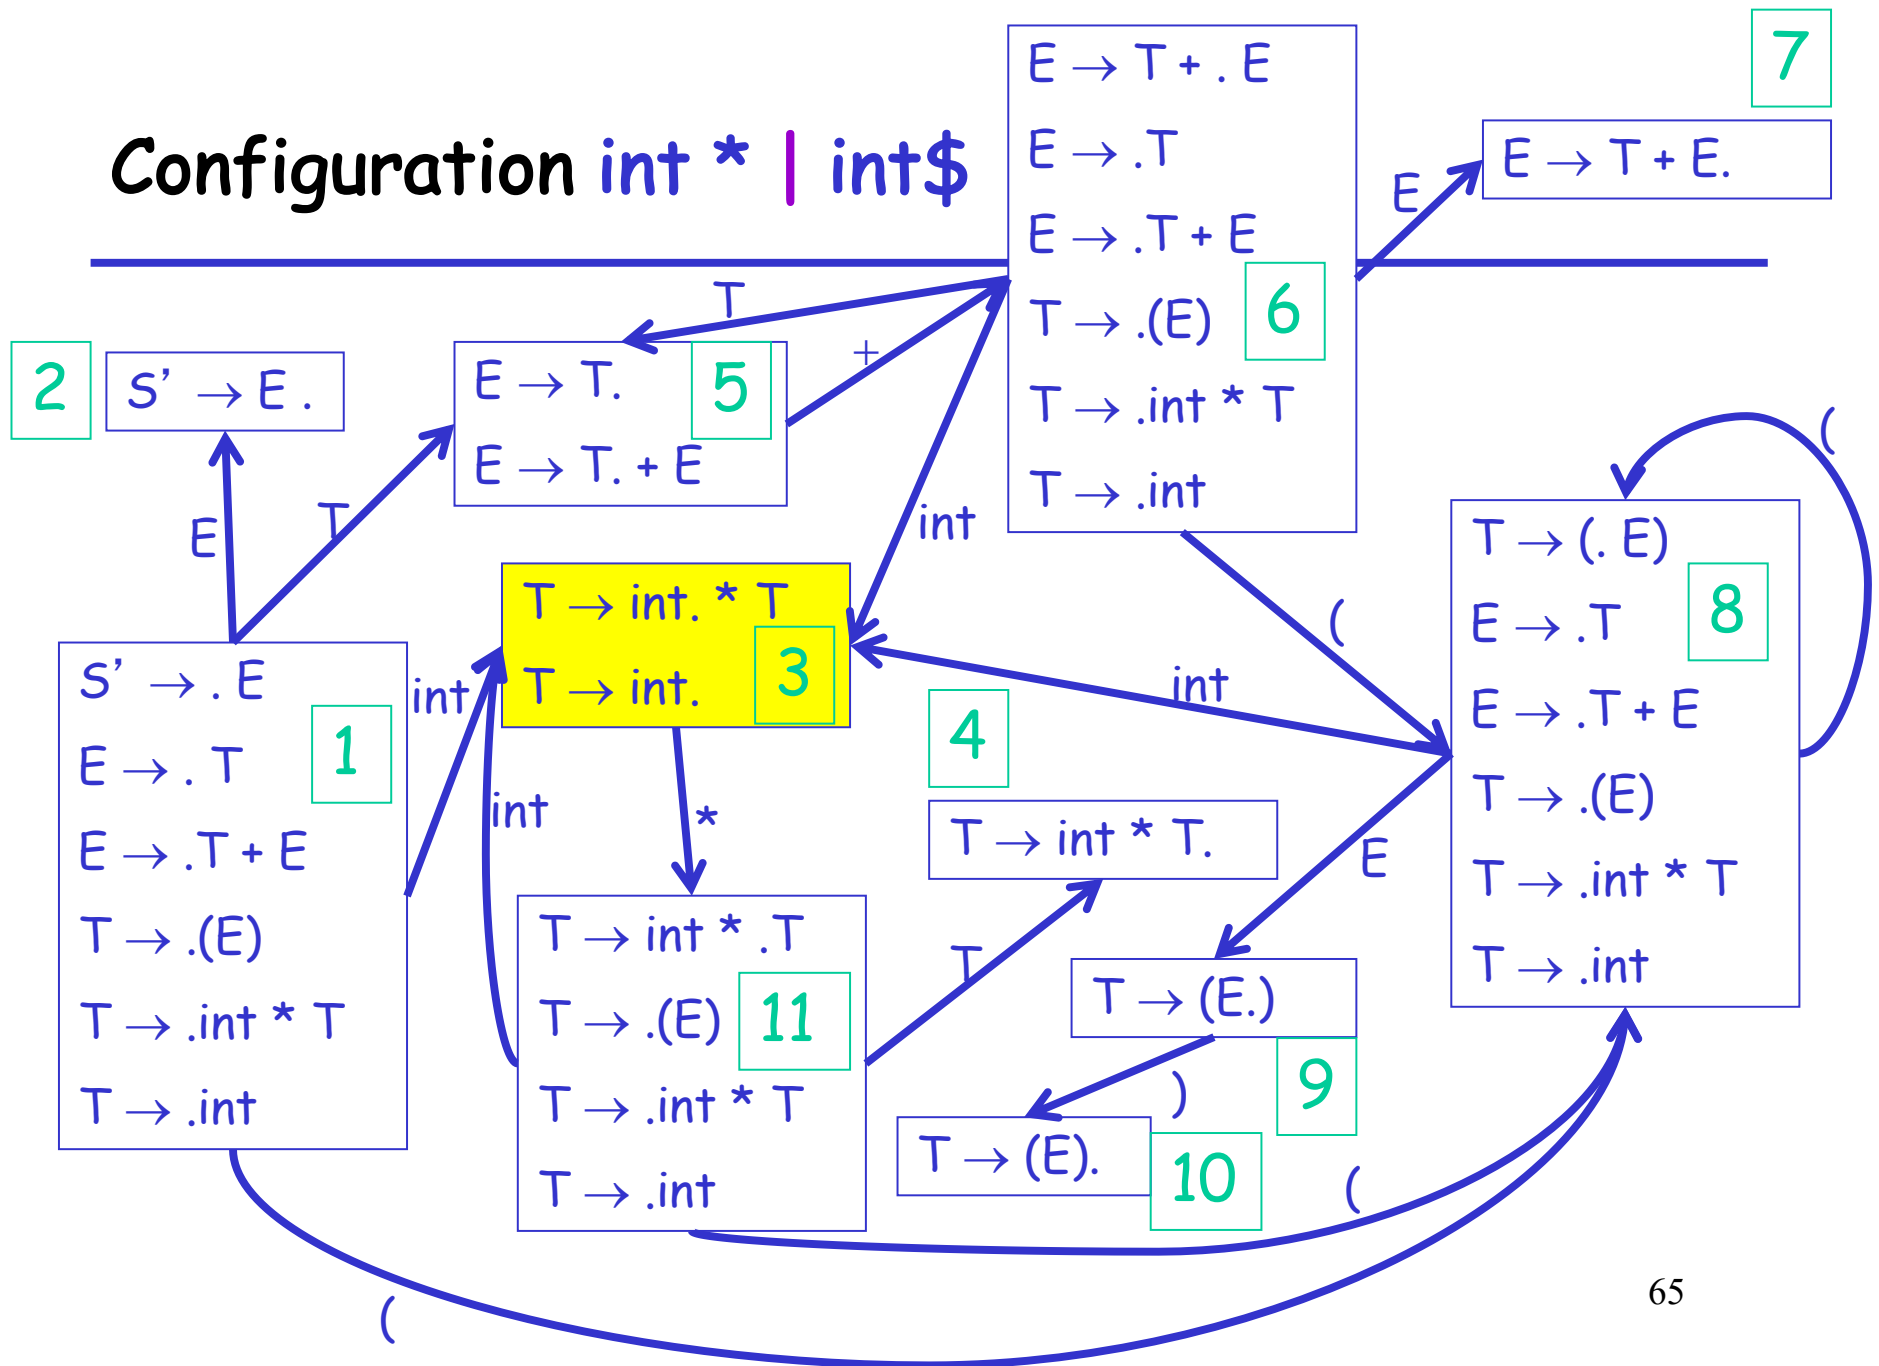 Configuration int * | int$
E → T + . E
E → .T
E → .T + E
T → .(E)
T → .int * T
T → .int
6
7
E → T + E.
E
T
+
2
S' → E .
E → T.
E → T. + E
5
E
T
int
(
(
T → (. E)
E → .T
E → .T + E
T → .(E)
T → .int * T
T → .int
8
T → int. * T
T → int.
3
S' → . E
E → . T
E → .T + E
T → .(E)
T → .int * T
T → .int
1
int
int
*
int
4
T → int * T.
E
T → int * .T
T → .(E)
T → .int * T
T → .int
11
T
T → (E.)
9
)
T → (E).
10
(
(
65